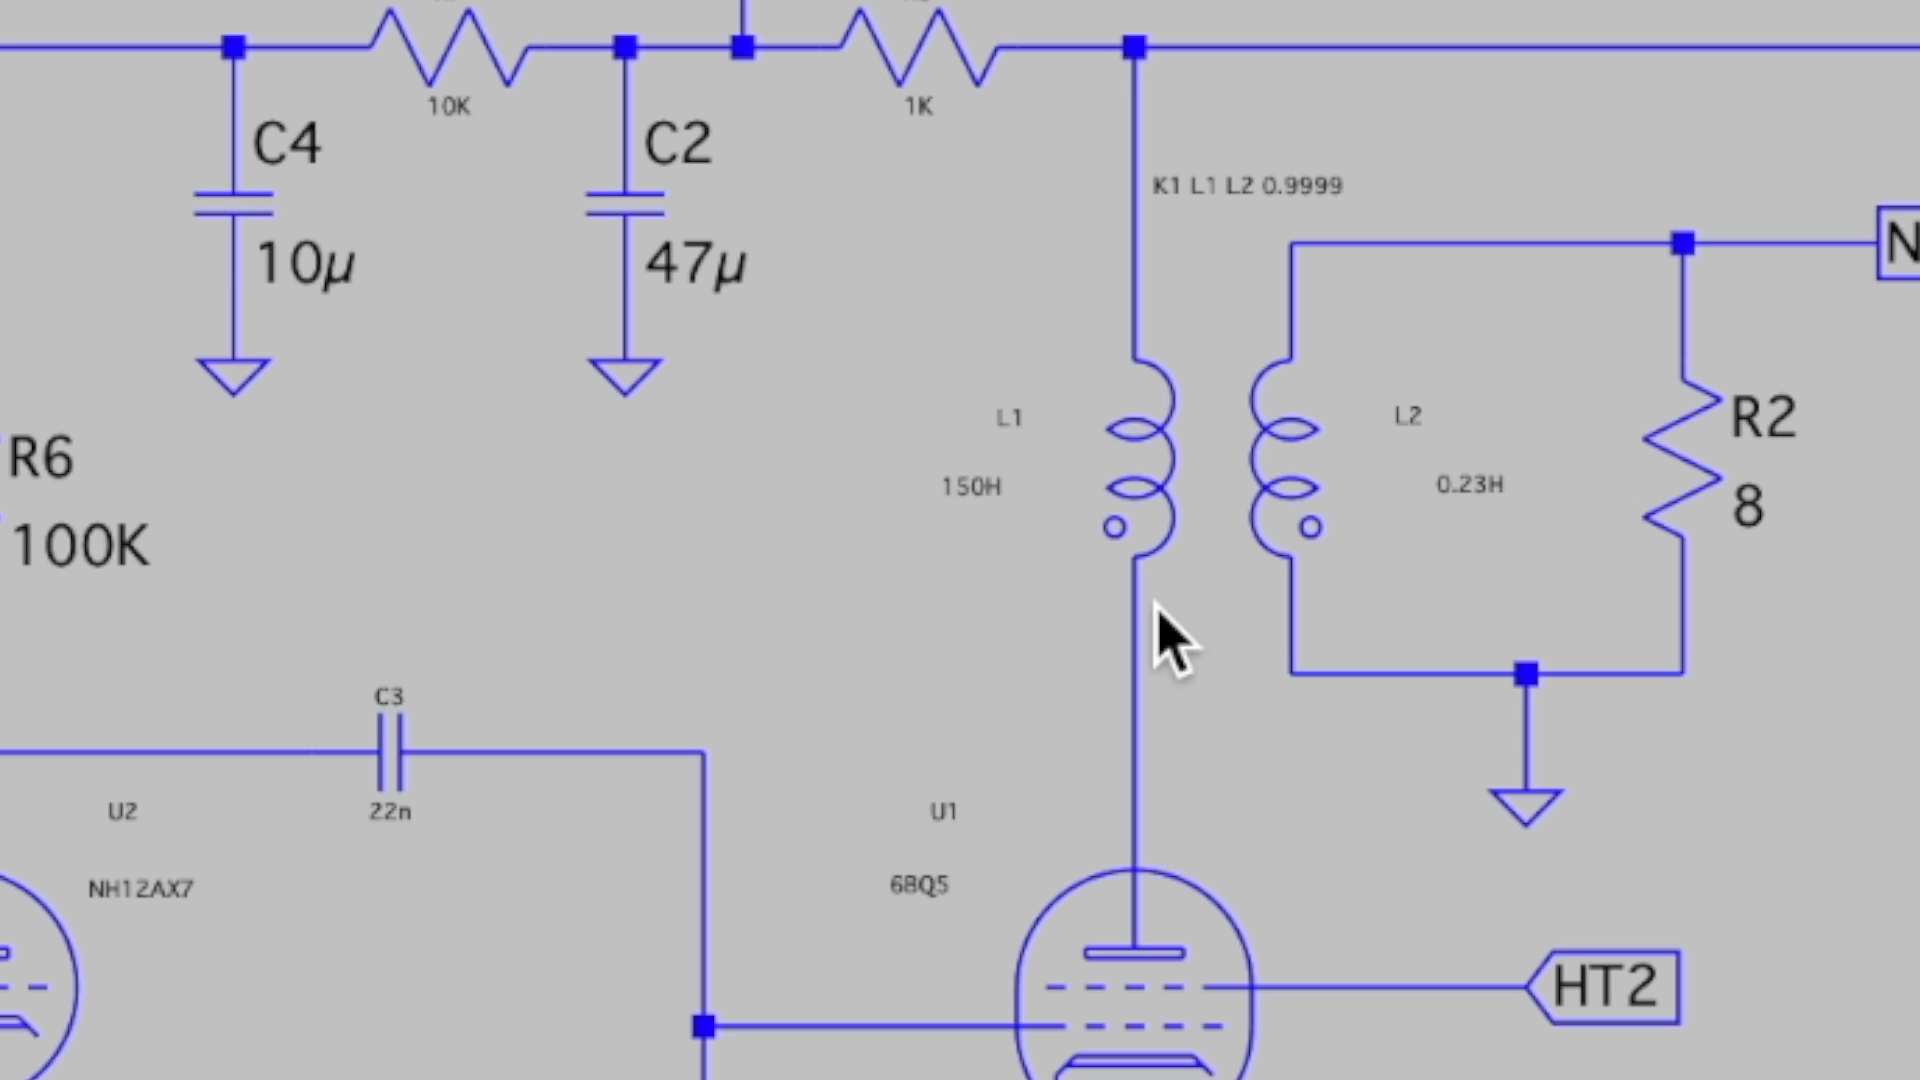 10K
1K
C4
C2
K1 L1 L2 0.9999
10µ
47µ
N
L1
L2
R2
R6
150H
0.23H
8
100K
C3
U2
22n
U1
NH12AX7
6BQ5
HT2